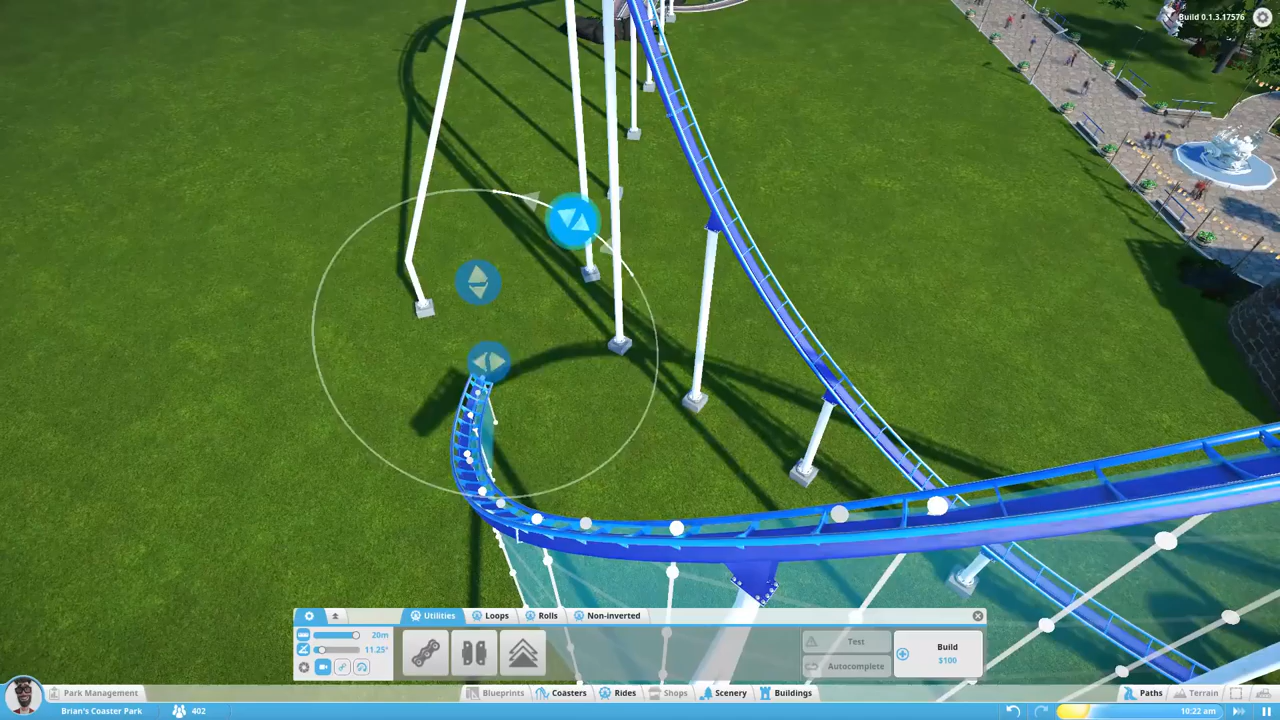 Build 0.1.3.17576
Utilities Loops Rolls Non-inverted
20m
11.25°
Test
Autocomplete
Build
$100
Park Management Blueprints Coasters Rides Shops Scenery Buildings Paths Terrain
Brian's Coaster Park 402 10:22 am